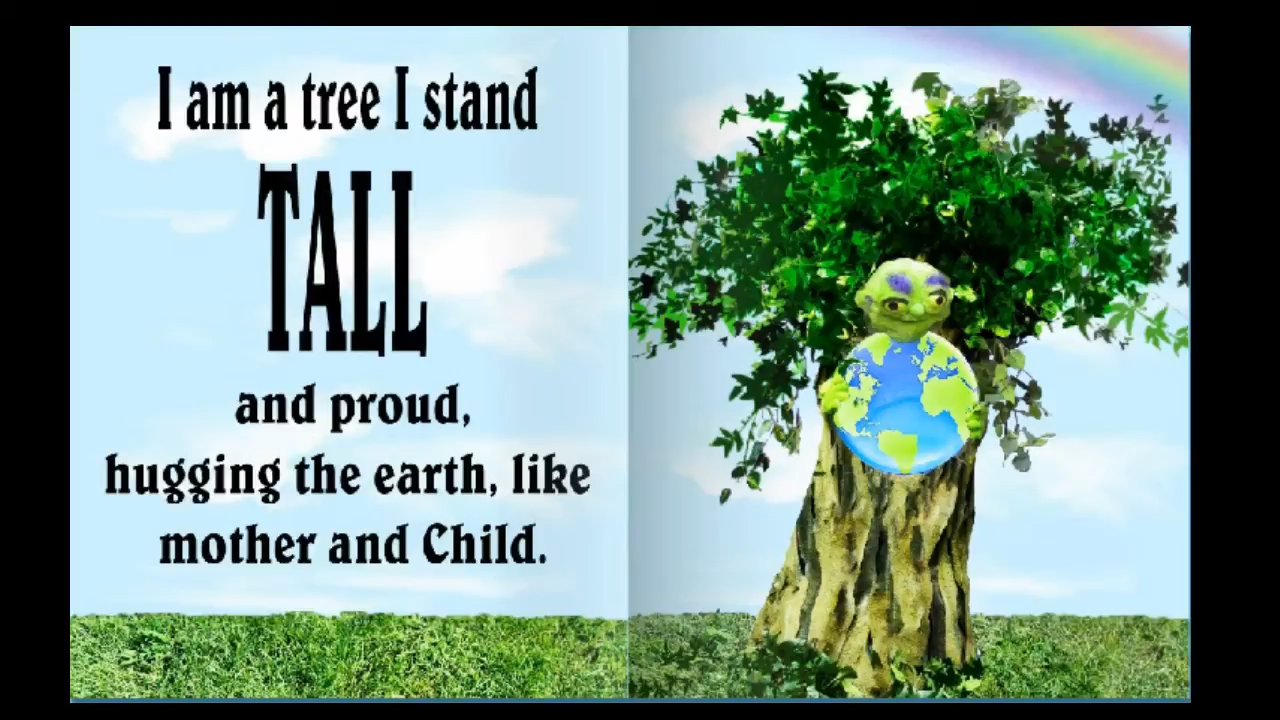 I am a tree I stand
TALL
and proud,
hugging the earth, like
mother and Child.